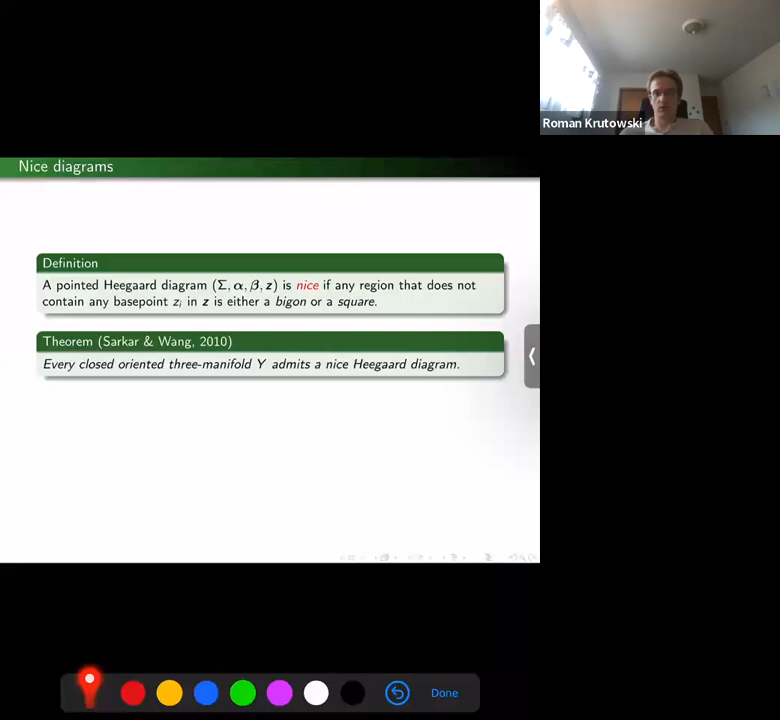 Roman Krutowski
Nice diagrams
Definition
A pointed Heegaard diagram (Σ, α, β, z) is nice if any region that does not
contain any basepoint zᵢ in z is either a bigon or a square.
Theorem (Sarkar & Wang, 2010)
Every closed oriented three-manifold Y admits a nice Heegaard diagram.
Done